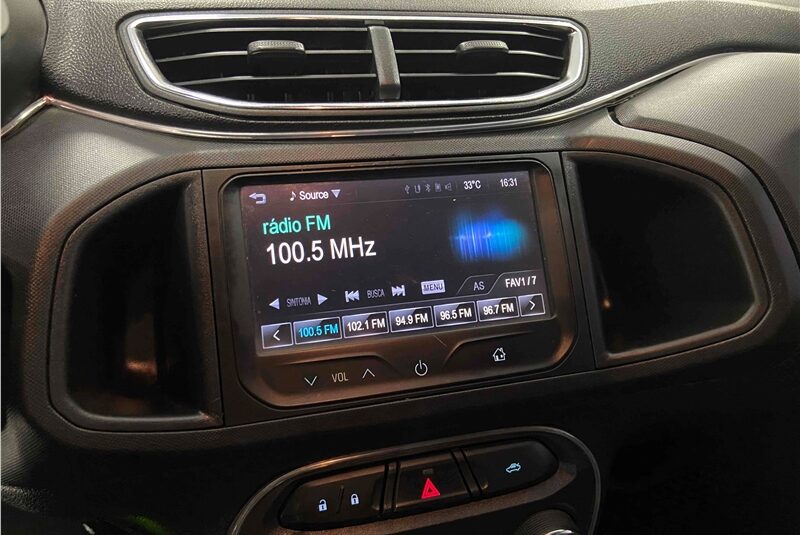 Source 33°C 16:31
rádio FM
100.5 MHz
SINTONIA BUSCA MENU AS FAV1/7
100.5 FM 102.1 FM 94.9 FM 96.5 FM 96.7 FM
VOL